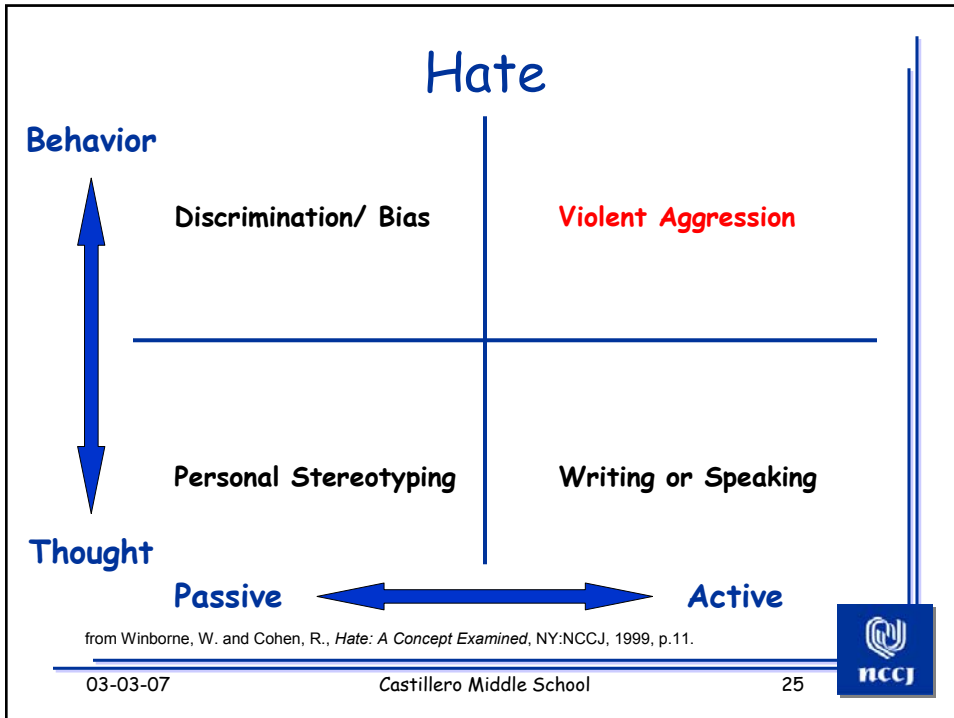 Hate
Behavior
Discrimination/ Bias
Violent Aggression
Personal Stereotyping
Writing or Speaking
Thought
Passive
Active
from Winborne, W. and Cohen, R., Hate: A Concept Examined, NY:NCCJ, 1999, p.11.
03-03-07
Castillero Middle School
25
nccj